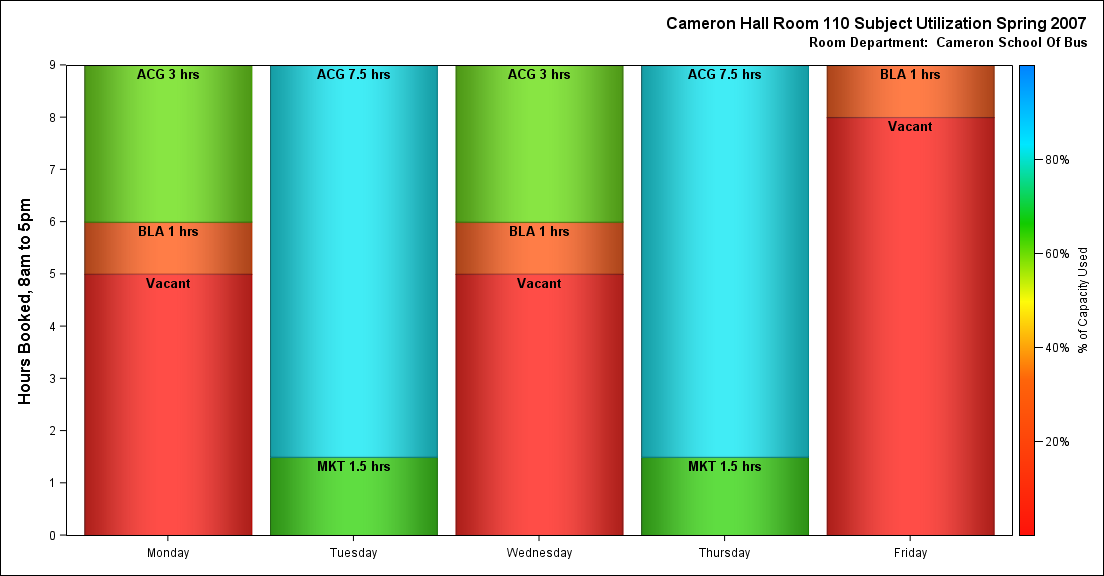 Cameron Hall Room 110 Subject Utilization Spring 2007
Room Department:  Cameron School Of Bus
Hours Booked, 8am to 5pm
9
8
7
6
5
4
3
2
1
0
ACG 3 hrs
BLA 1 hrs
Vacant
ACG 7.5 hrs
MKT 1.5 hrs
ACG 3 hrs
BLA 1 hrs
Vacant
ACG 7.5 hrs
MKT 1.5 hrs
BLA 1 hrs
Vacant
Monday
Tuesday
Wednesday
Thursday
Friday
80%
60%
40%
20%
% of Capacity Used